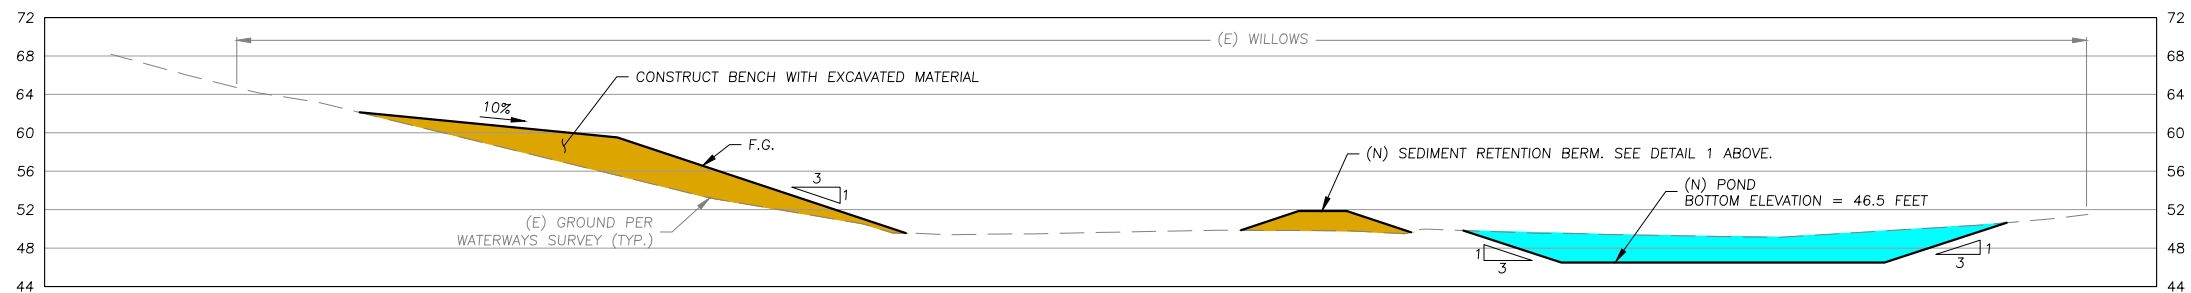 72
72
(E) WILLOWS
68
68
CONSTRUCT BENCH WITH EXCAVATED MATERIAL
64
64
10%
60
60
F.G.
(N) SEDIMENT RETENTION BERM. SEE DETAIL 1 ABOVE.
56
56
3
1
(N) POND
BOTTOM ELEVATION = 46.5 FEET
52
52
(E) GROUND PER
WATERWAYS SURVEY (TYP.)
48
48
1
3
1
3
44
44